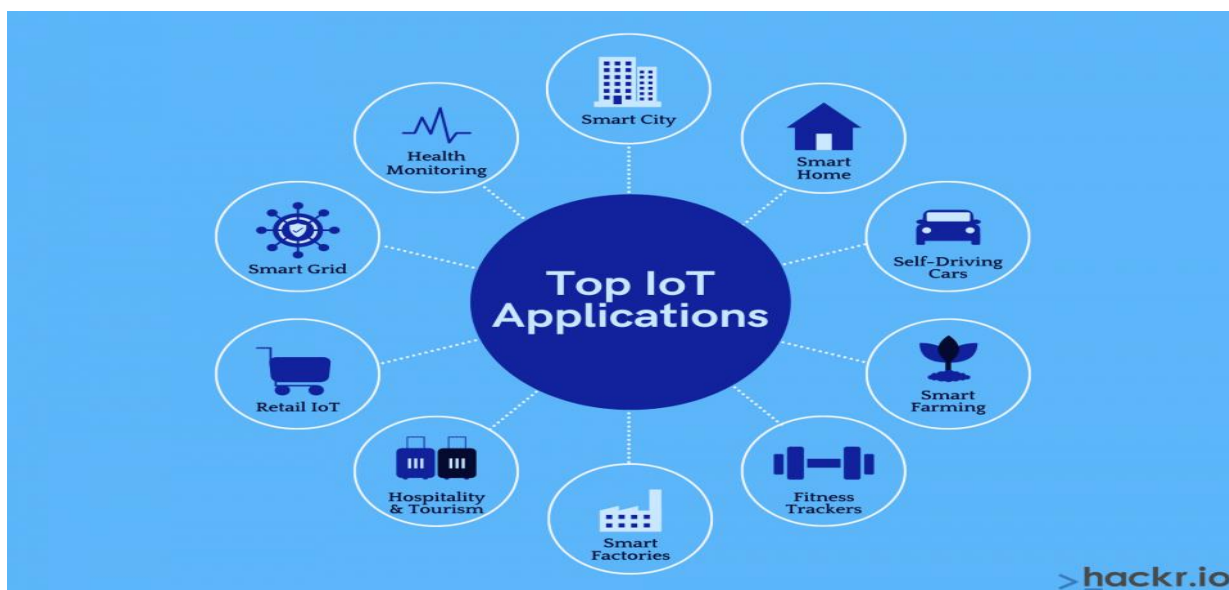 Top IoT
Applications
Smart City
Smart
Home
Self-Driving
Cars
Smart
Farming
Fitness
Trackers
Smart
Factories
Hospitality
& Tourism
Retail IoT
Smart Grid
Health
Monitoring
>hackr.io